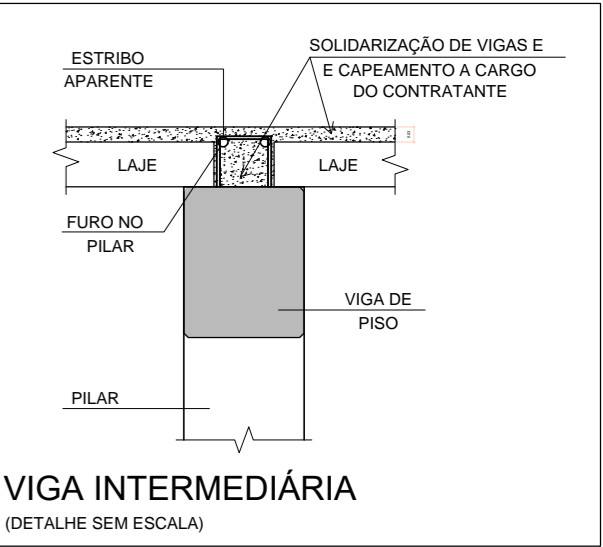 ESTRIBO
APARENTE
SOLIDARIZAÇÃO DE VIGAS E
E CAPEAMENTO A CARGO
DO CONTRATANTE
LAJE
LAJE
FURO NO
PILAR
VIGA DE
PISO
PILAR
VIGA INTERMEDIÁRIA
(DETALHE SEM ESCALA)